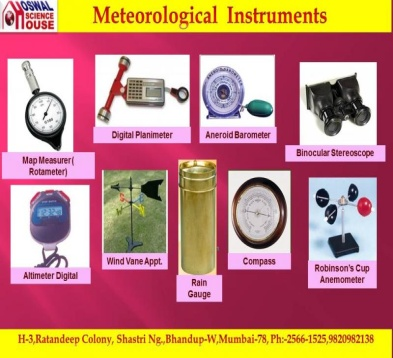 OSWAL
SCIENCE
HOUSE
Meteorological Instruments
Digital Planimeter
Aneroid Barometer
Binocular Stereoscope
Map Measurer(
Rotameter)
Altimeter Digital
Wind Vane Appt.
Rain
Gauge
Compass
Robinson's Cup
Anemometer
H-3,Ratandeep Colony, Shastri Ng.,Bhandup-W,Mumbai-78, Ph:-2566-1525,9820982138